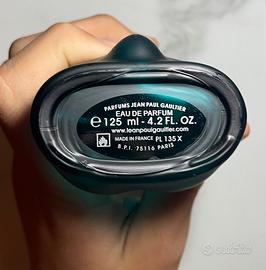 PARFUMS JEAN PAUL GAULTIER
EAU DE PARFUM
e 125 ml - 4.2 FL. OZ.
www.jeanpaulgaultier.com
MADE IN FRANCE PL 135 X
B.P.I. 75116 PARIS
subito